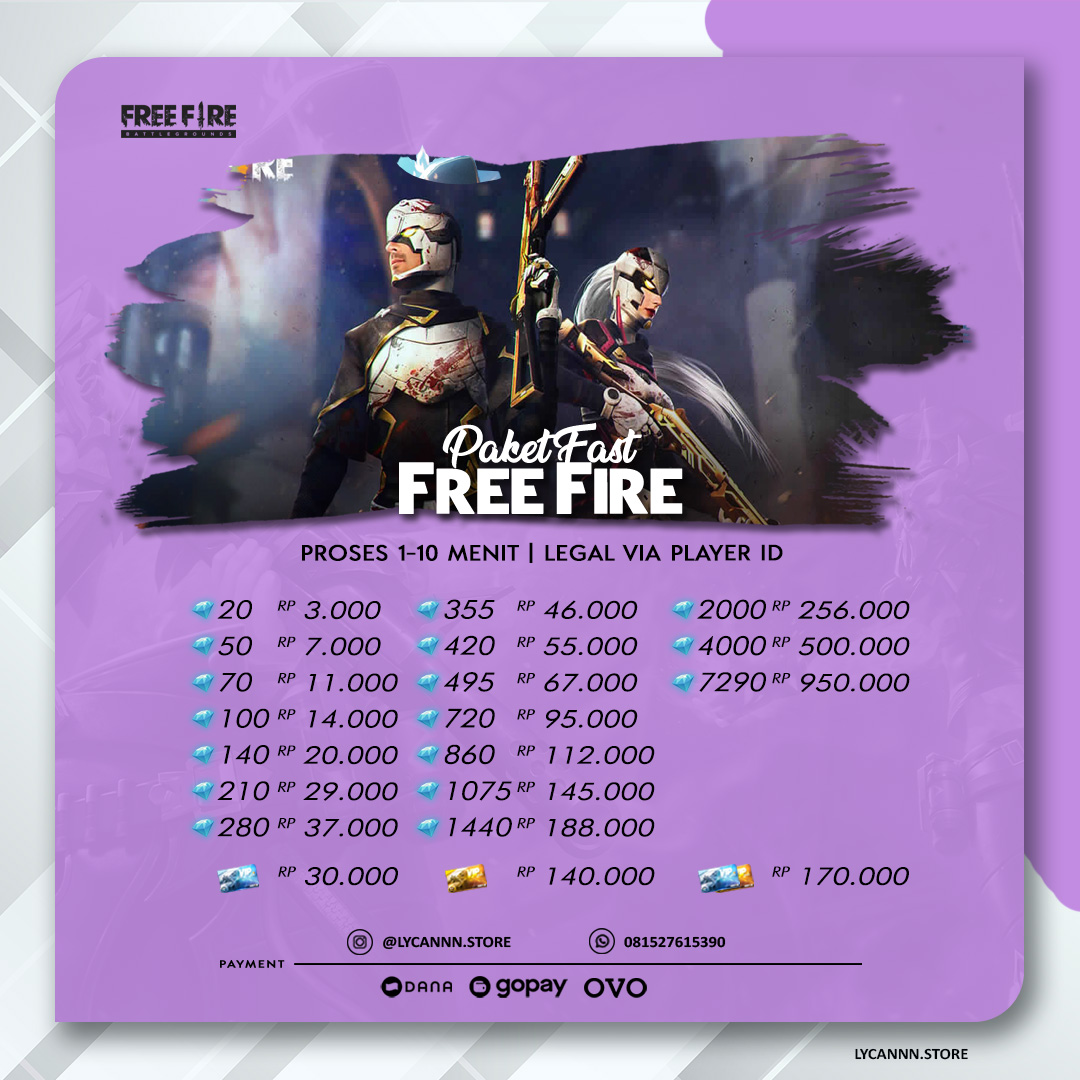 FREE FIRE
BATTLEGROUNDS
RE
Paket Fast
FREE FIRE
PROSES 1-10 MENIT | LEGAL VIA PLAYER ID
20 RP 3.000 355 RP 46.000 2000 RP 256.000
50 RP 7.000 420 RP 55.000 4000 RP 500.000
70 RP 11.000 495 RP 67.000 7290 RP 950.000
100 RP 14.000 720 RP 95.000
140 RP 20.000 860 RP 112.000
210 RP 29.000 1075 RP 145.000
280 RP 37.000 1440 RP 188.000
RP 30.000 RP 140.000 RP 170.000
@LYCANNN.STORE 081527615390
PAYMENT
DANA gopay OVO
LYCANNN.STORE